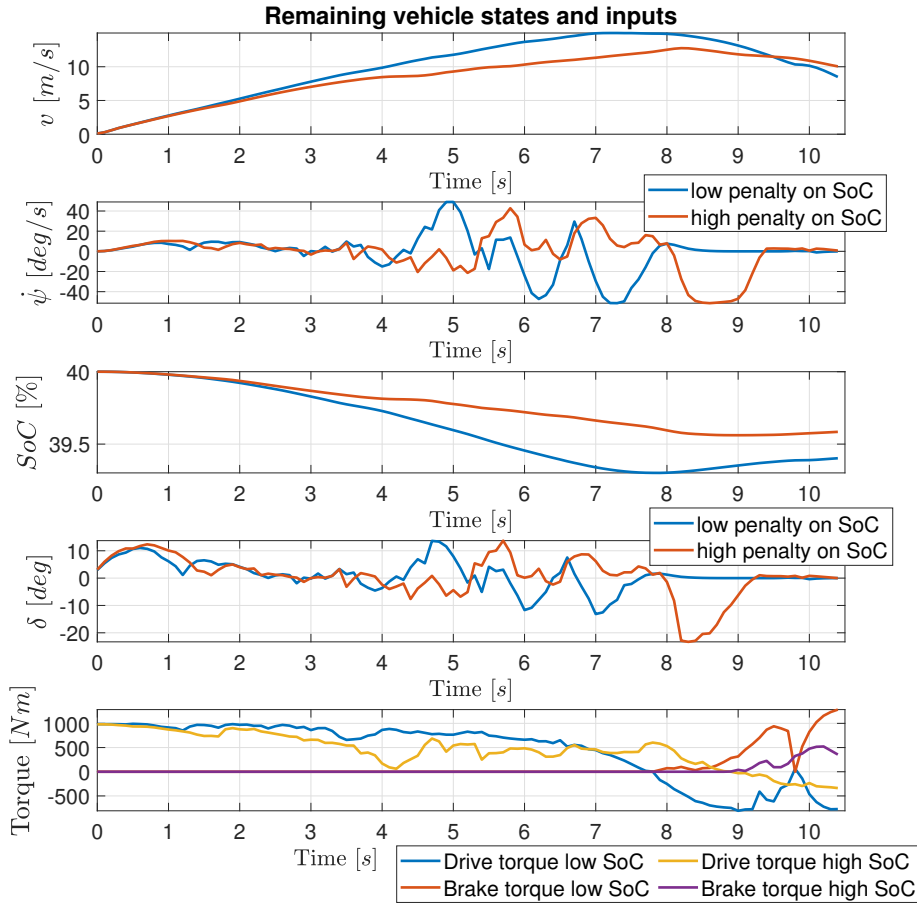 Remaining vehicle states and inputs
v [m/s]
10
5
0
0 1 2 3 4 5 6 7 8 9 10
Time [s]
low penalty on SoC
high penalty on SoC
ψ̇ [deg/s]
40
20
0
-20
-40
0 1 2 3 4 5 6 7 8 9 10
Time [s]
SoC [%]
40
39.5
0 1 2 3 4 5 6 7 8 9 10
Time [s]
low penalty on SoC
high penalty on SoC
δ [deg]
10
0
-10
-20
0 1 2 3 4 5 6 7 8 9 10
Time [s]
Torque [Nm]
1000
500
0
-500
0 1 2 3 4 5 6 7 8 9 10
Time [s]
Drive torque low SoC Drive torque high SoC
Brake torque low SoC Brake torque high SoC